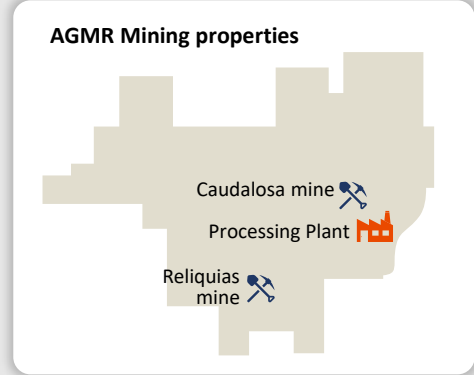 AGMR Mining properties
Caudalosa mine
Processing Plant
Reliquias
mine